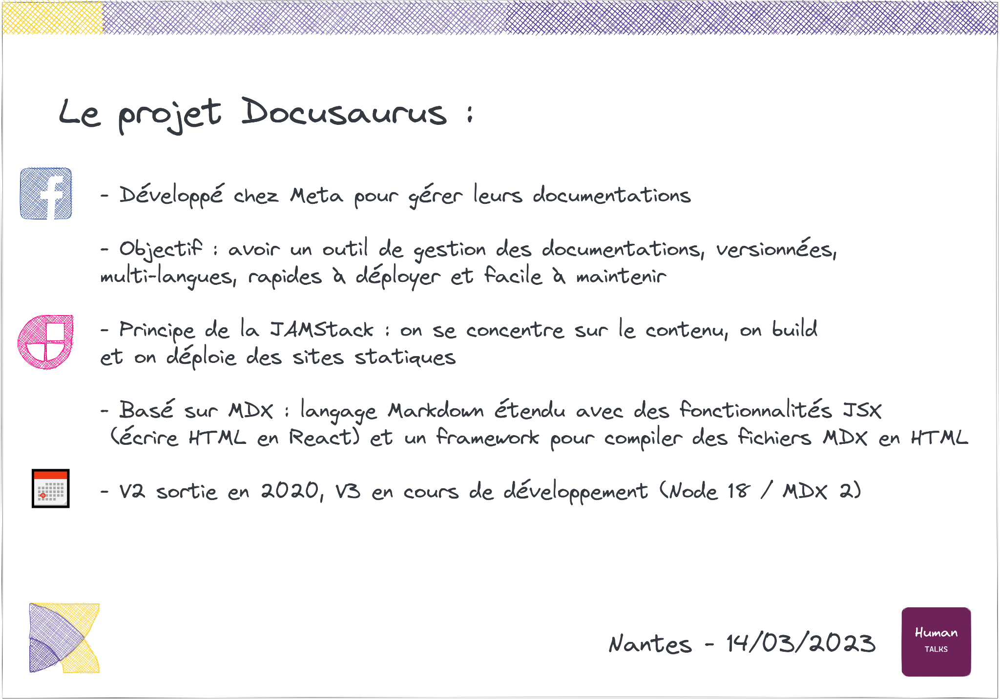 Le projet Docusaurus :
- Développé chez Meta pour gérer leurs documentations
- Objectif : avoir un outil de gestion des documentations, versionnées,
multi-langues, rapides à déployer et facile à maintenir
- Principe de la JAMStack : on se concentre sur le contenu, on build
et on déploie des sites statiques
- Basé sur MDX : langage Markdown étendu avec des fonctionnalités JSX
(écrire HTML en React) et un framework pour compiler des fichiers MDX en HTML
- V2 sortie en 2020, V3 en cours de développement (Node 18 / MDX 2)
Nantes - 14/03/2023
Human
TALKS